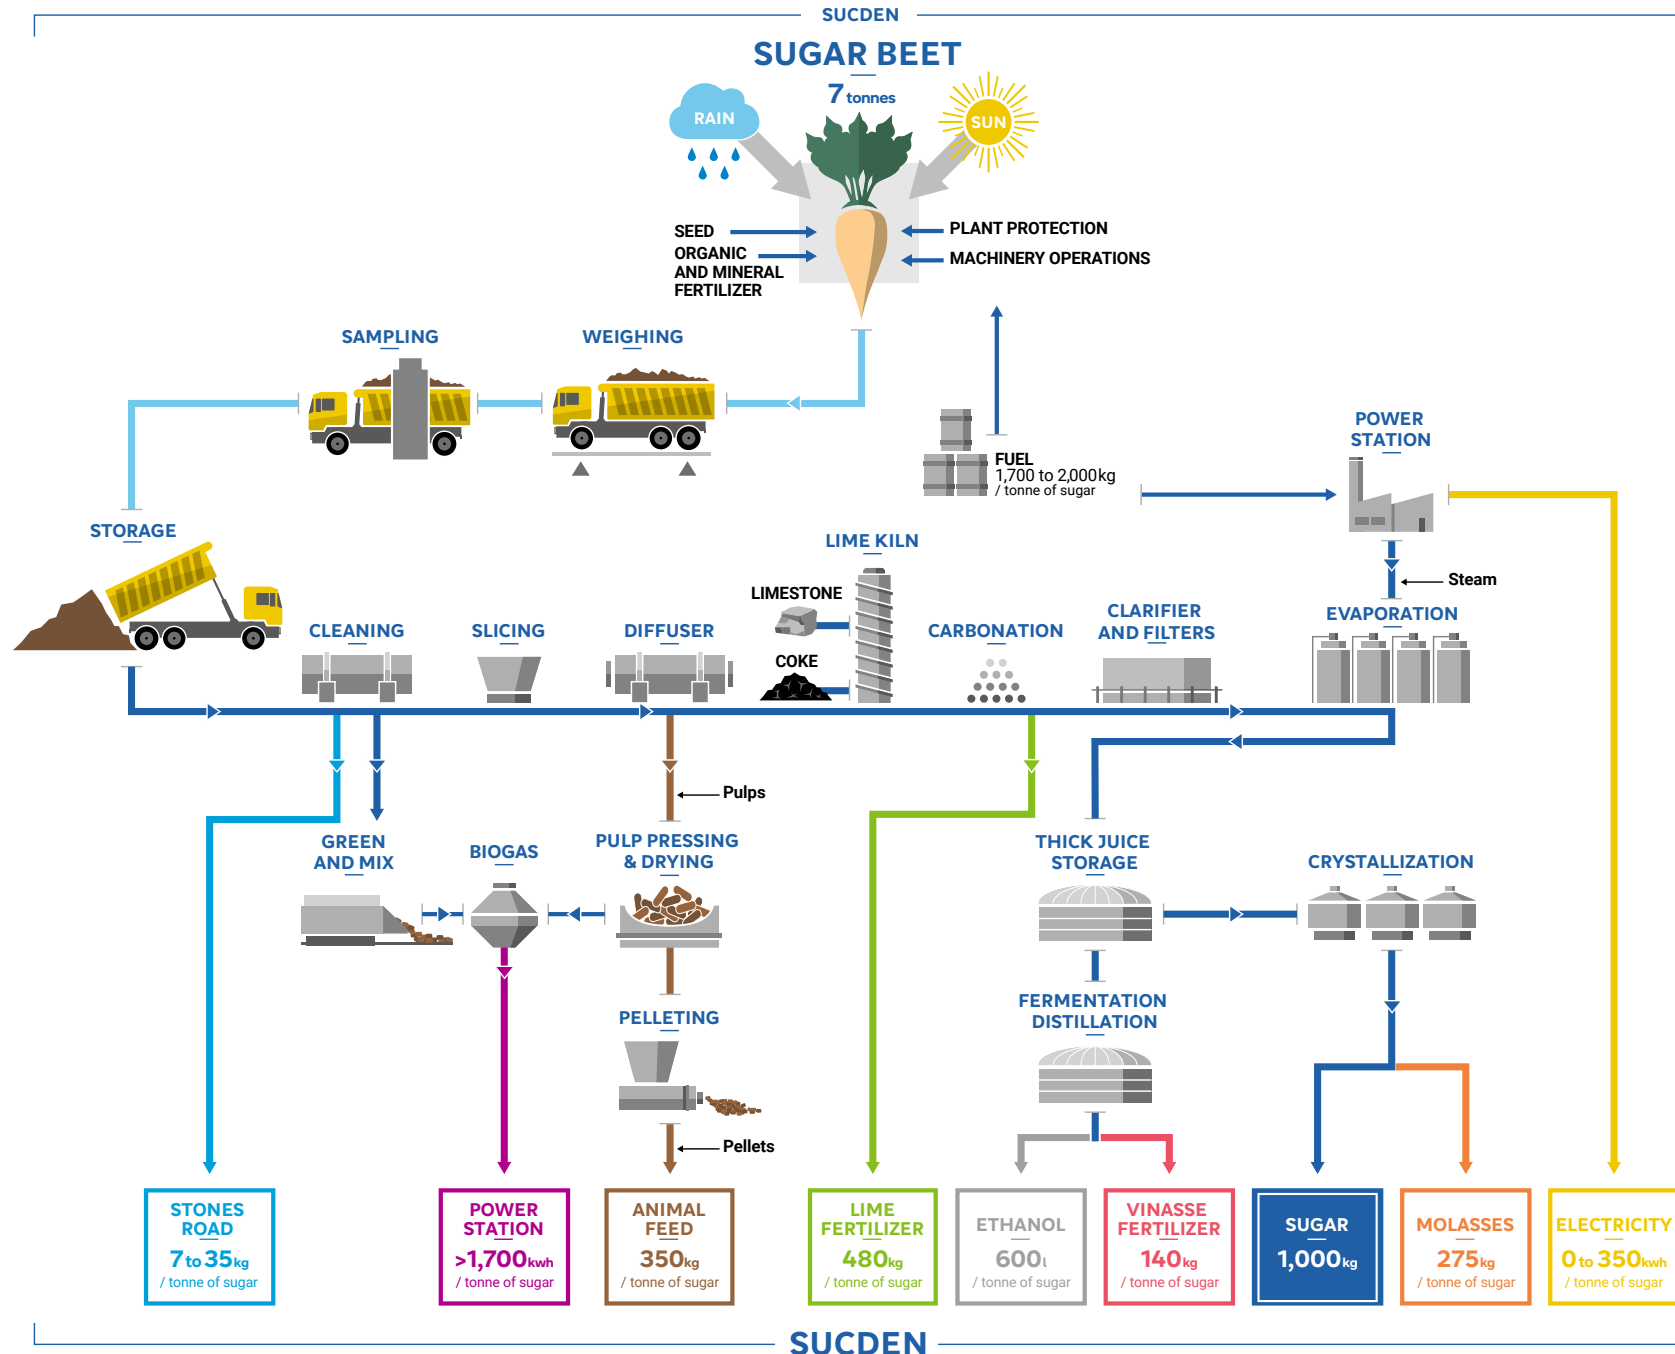 SUCDEN
SUGAR BEET
7 tonnes
RAIN
SUN
SEED
ORGANIC
AND MINERAL
FERTILIZER
PLANT PROTECTION
MACHINERY OPERATIONS
SAMPLING
WEIGHING
FUEL
1,700 to 2,000kg
/ tonne of sugar
POWER
STATION
STORAGE
LIME KILN
LIMESTONE
COKE
Steam
CLEANING
SLICING
DIFFUSER
CARBONATION
CLARIFIER
AND FILTERS
EVAPORATION
Pulps
GREEN
AND MIX
BIOGAS
PULP PRESSING
& DRYING
THICK JUICE
STORAGE
CRYSTALLIZATION
PELLETING
FERMENTATION
DISTILLATION
Pellets
STONES
ROAD
7 to 35kg
/ tonne of sugar
POWER
STATION
>1,700kwh
/ tonne of sugar
ANIMAL
FEED
350kg
/ tonne of sugar
LIME
FERTILIZER
480kg
/ tonne of sugar
ETHANOL
600l
/ tonne of sugar
VINASSE
FERTILIZER
140kg
/ tonne of sugar
SUGAR
1,000kg
MOLASSES
275kg
/ tonne of sugar
ELECTRICITY
0 to 350kwh
/ tonne of sugar
SUCDEN